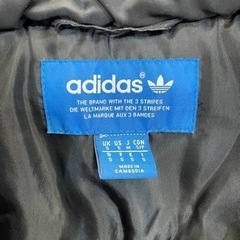 adidas
THE BRAND WITH THE 3 STRIPES
DIE WELTMARKE MIT DEN 3 STREIFEN
LA MARQUE AUX 3 BANDES
UK US J
S S M S/P
D F
S S S
MADE IN
CAMBODIA